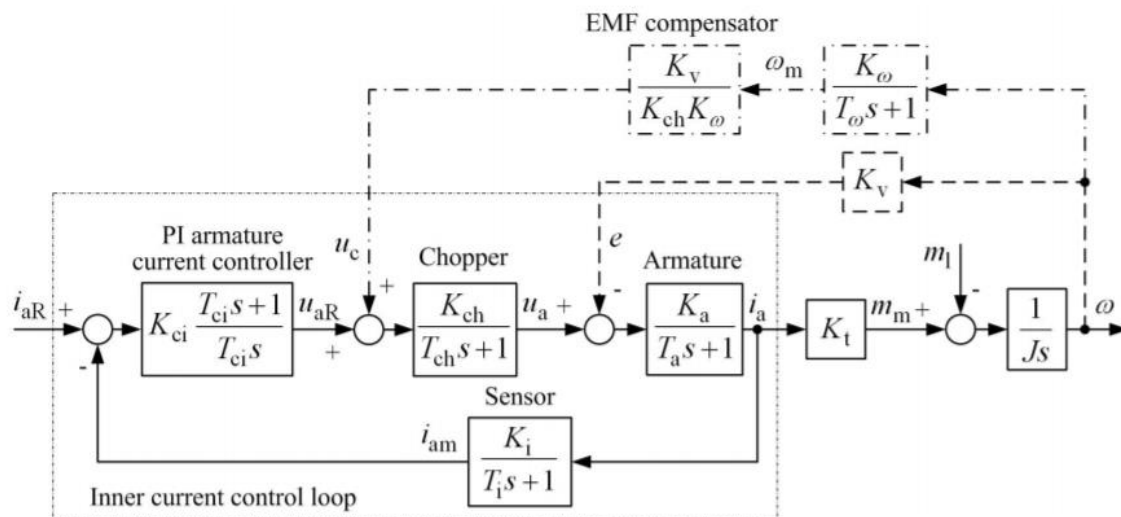 EMF compensator
K_v / (K_ch K_ω)
ω_m
K_ω / (T_ω s + 1)
K_v
PI armature
current controller
u_c
Chopper
e
Armature
m_l
i_aR
+
K_ci (T_ci s + 1) / (T_ci s)
u_aR
+
+
K_ch / (T_ch s + 1)
u_a
+
-
K_a / (T_a s + 1)
i_a
K_t
m_m
+
-
1 / (Js)
ω
-
Sensor
i_am
K_i / (T_i s + 1)
Inner current control loop